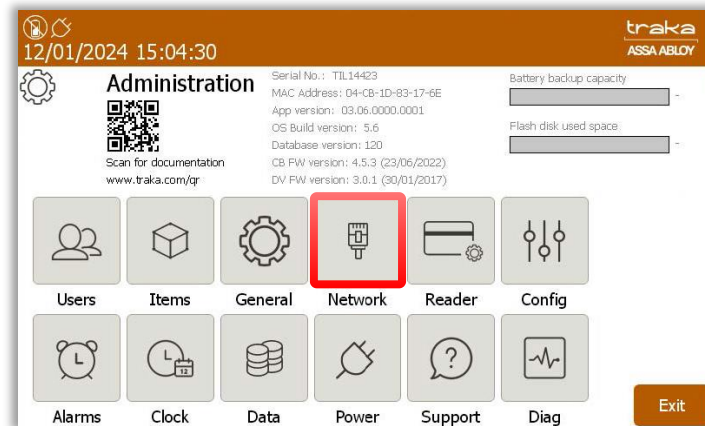 traka
ASSA ABLOY
12/01/2024 15:04:30
Administration
Scan for documentation
www.traka.com/qr
Serial No.: TIL14423
MAC Address: 04-CB-1D-83-17-6E
App version: 03.06.0000.0001
OS Build version: 5.6
Database version: 120
CB FW version: 4.5.3 (23/06/2022)
DV FW version: 3.0.1 (30/01/2017)
Battery backup capacity
-
Flash disk used space
-
Users Items General Network Reader Config
12
?
Alarms Clock Data Power Support Diag
Exit